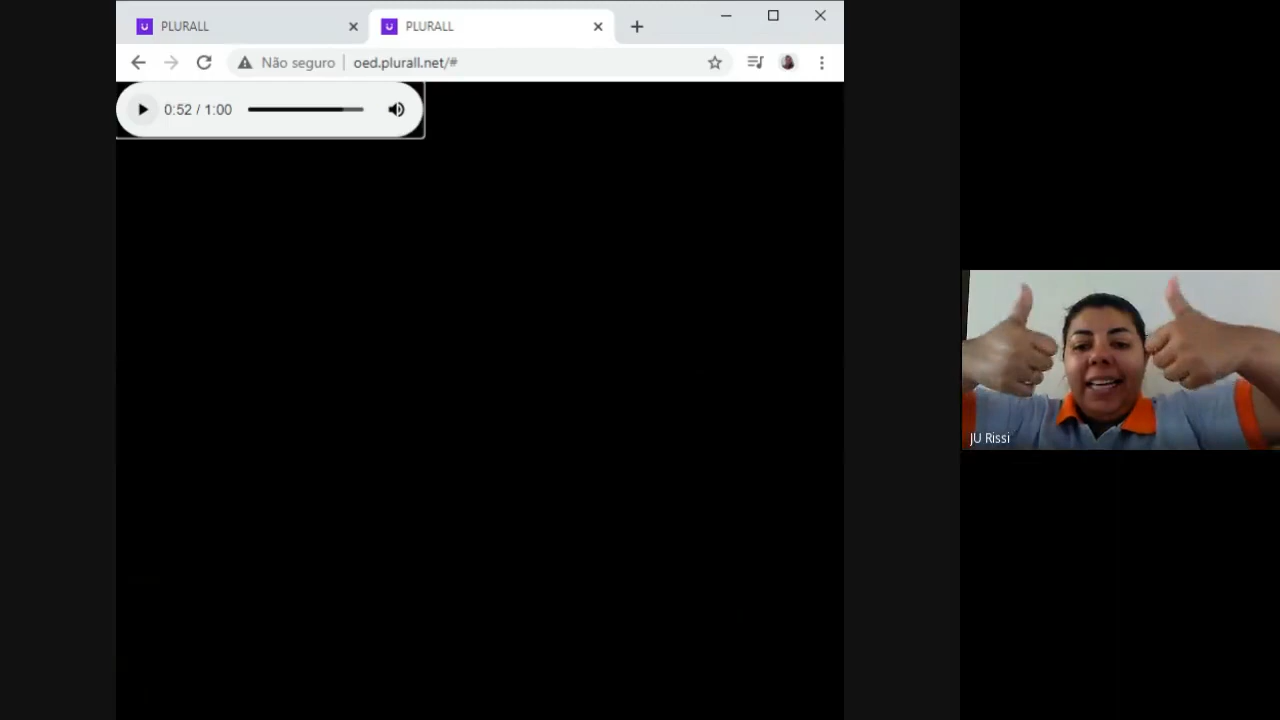 PLURALL
PLURALL
Não seguro
oed.plurall.net/#
0:52 / 1:00
JU Rissi